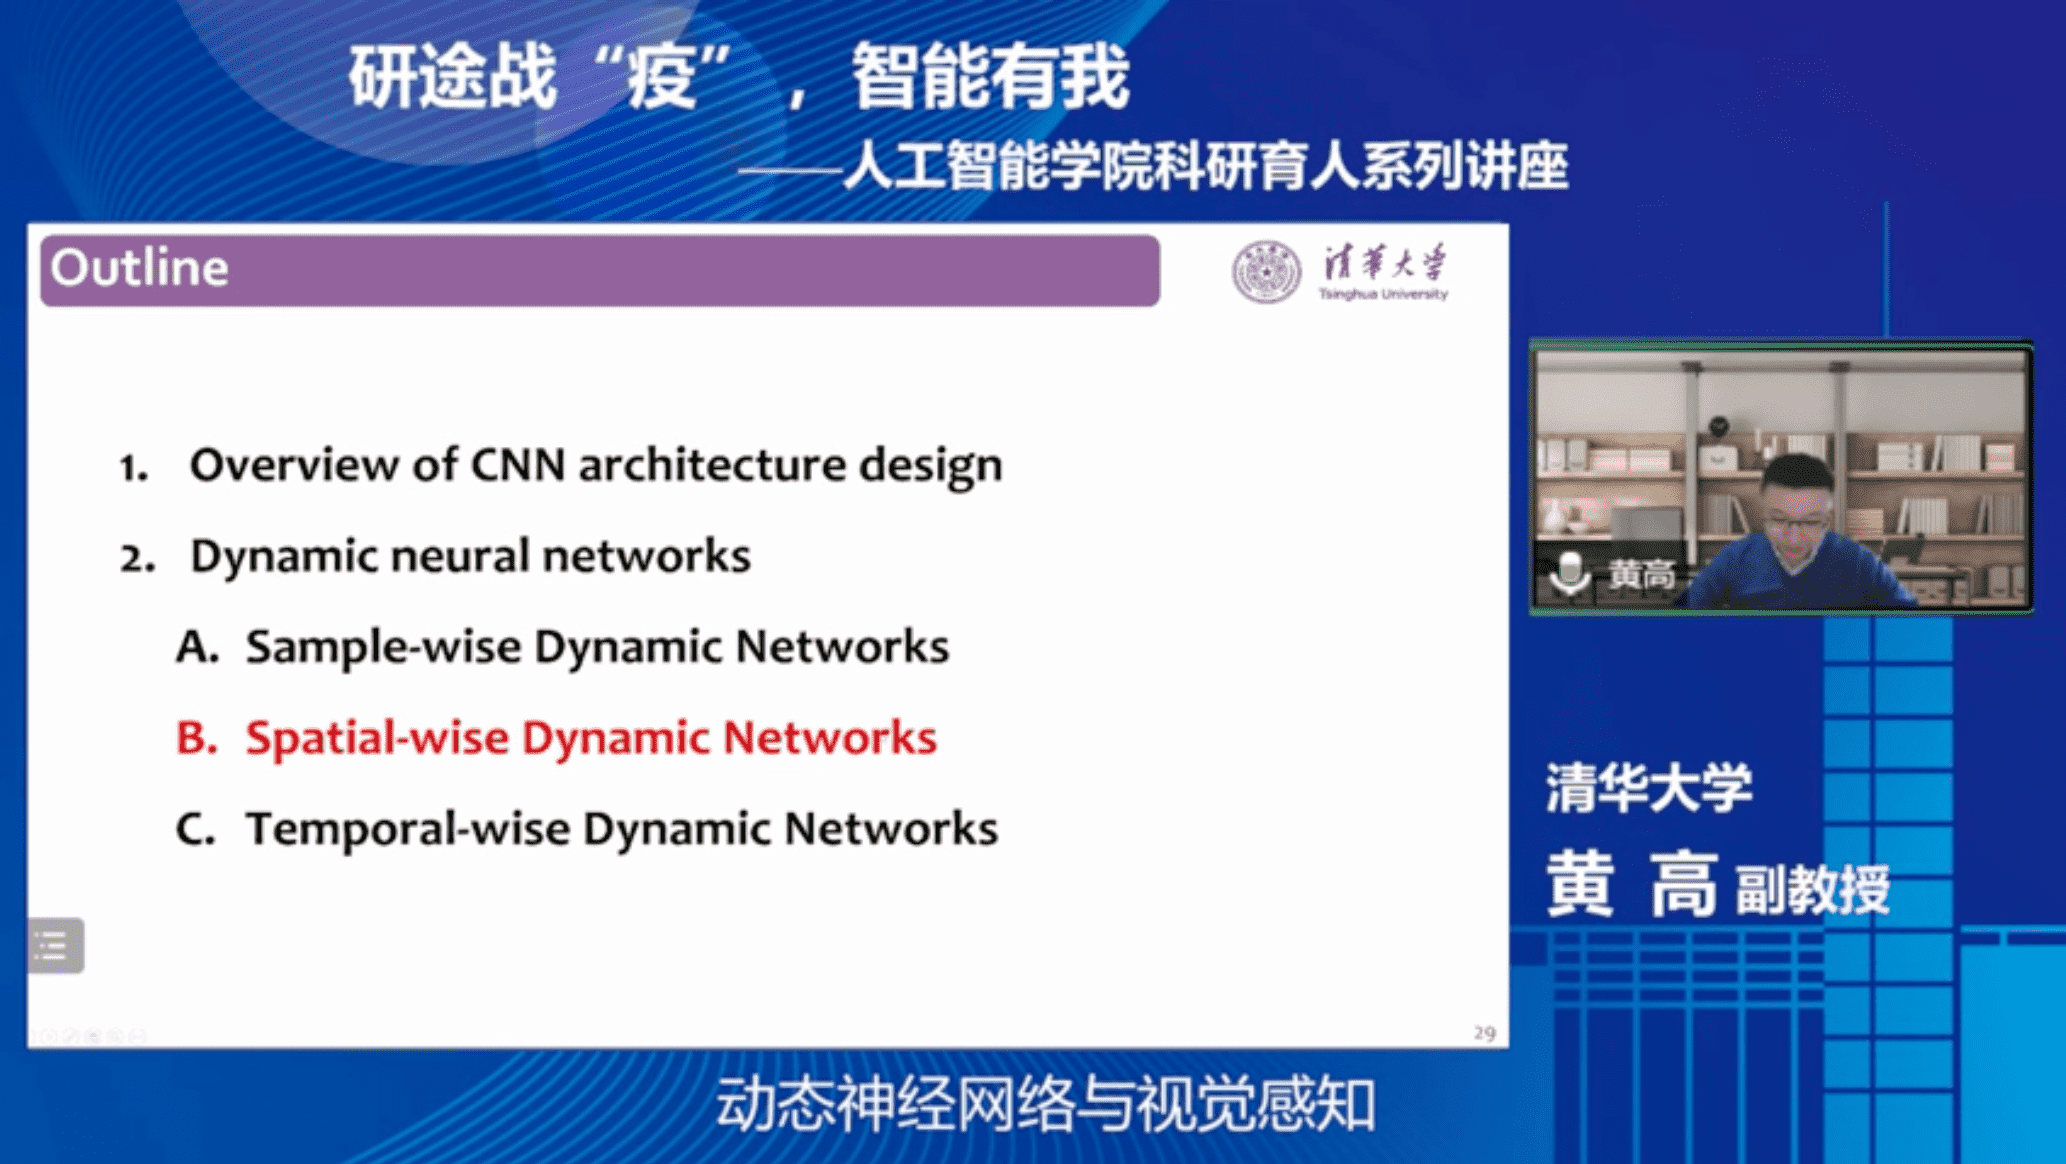 研途战“疫”，智能有我
——人工智能学院科研育人系列讲座
Outline
清华大学
Tsinghua University
1. Overview of CNN architecture design
2. Dynamic neural networks
A. Sample-wise Dynamic Networks
B. Spatial-wise Dynamic Networks
C. Temporal-wise Dynamic Networks
29
黄高
清华大学
黄 高 副教授
动态神经网络与视觉感知